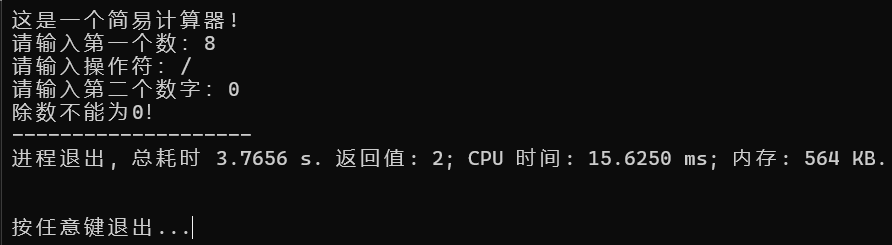 这是一个简易计算器!
请输入第一个数: 8
请输入操作符: /
请输入第二个数字: 0
除数不能为0!
--------------------
进程退出, 总耗时 3.7656 s. 返回值: 2; CPU 时间: 15.6250 ms; 内存: 564 KB.
按任意键退出...